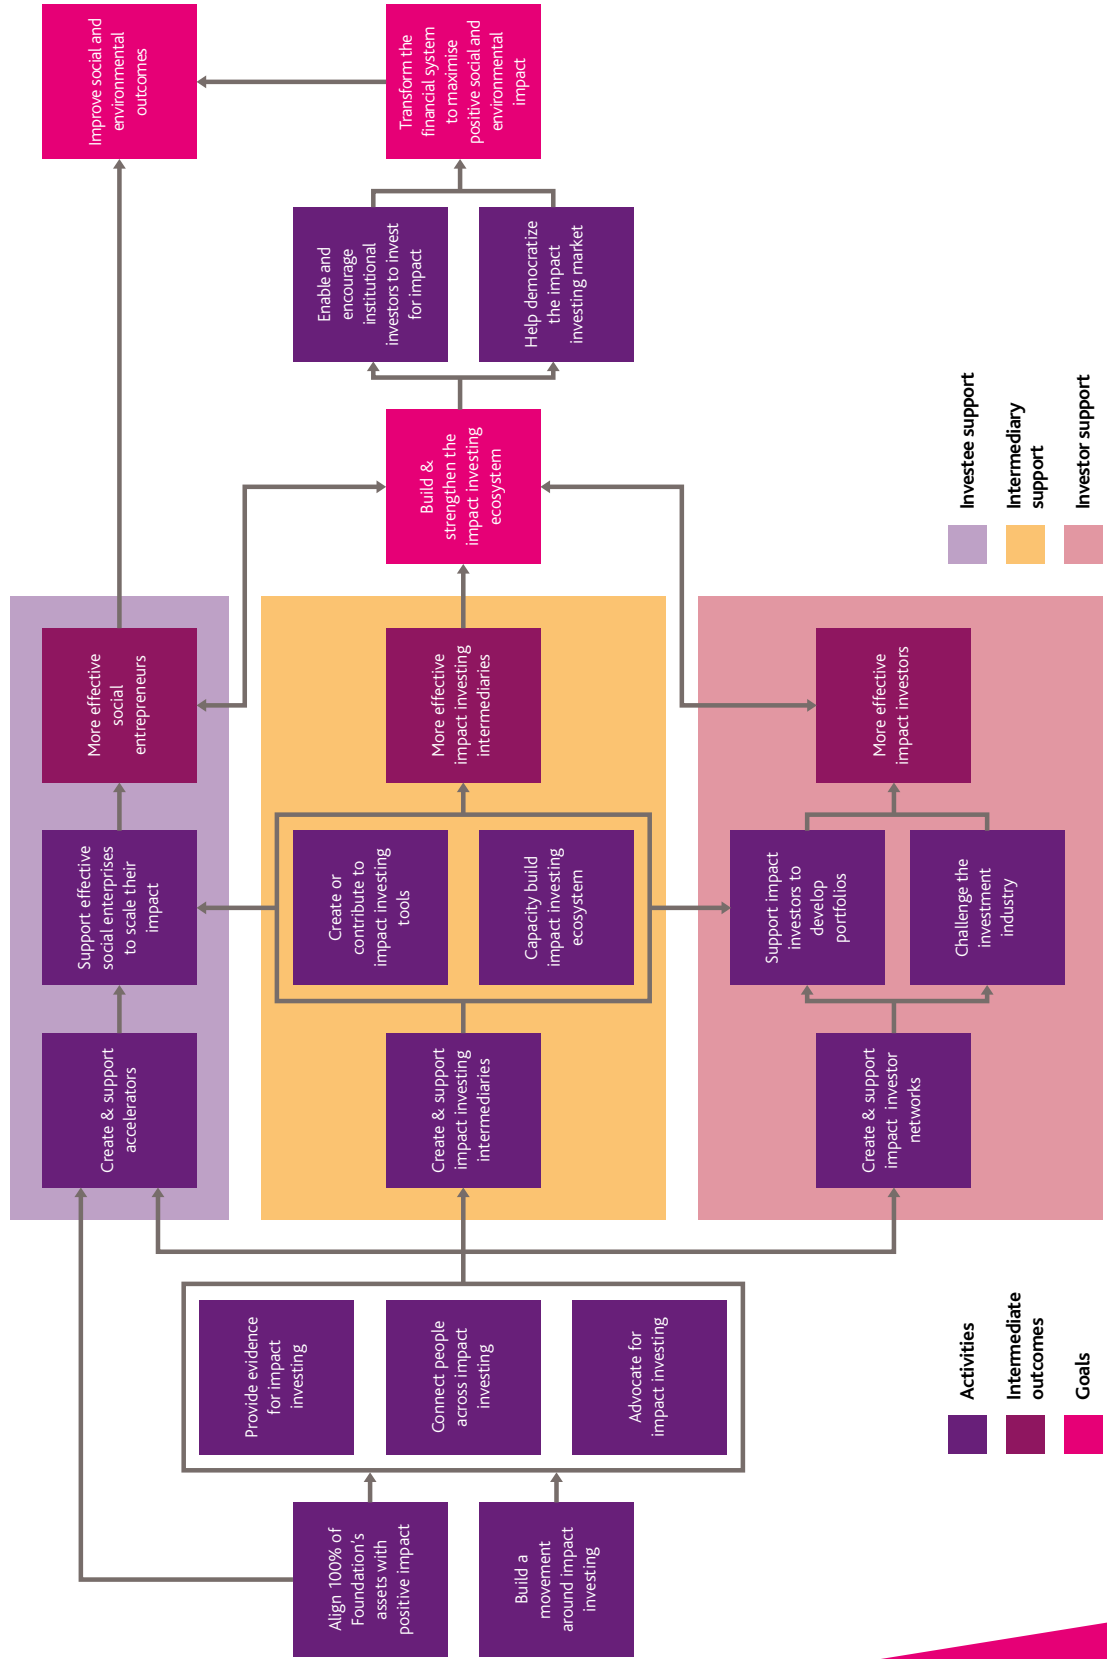 Align 100% of
Foundation's
assets with
positive impact
Build a
movement
around impact
investing
Provide evidence
for impact
investing
Connect people
across impact
investing
Advocate for
impact investing
Create & support
accelerators
Support effective
social enterprises
to scale their
impact
More effective
social
entrepreneurs
Create & support
impact investing
intermediaries
Create or
contribute to
impact investing
tools
Capacity build
impact investing
ecosystem
More effective
impact investing
intermediaries
Create & support
impact investor
networks
Support impact
investors to
develop
portfolios
Challenge the
investment
industry
More effective
impact investors
Build &
strengthen the
impact investing
ecosystem
Enable and
encourage
institutional
investors to invest
for impact
Help democratize
the impact
investing market
Improve social and
environmental
outcomes
Transform the
financial system
to maximise
positive social and
environmental
impact
Activities
Intermediate
outcomes
Goals
Investee support
Intermediary
support
Investor support